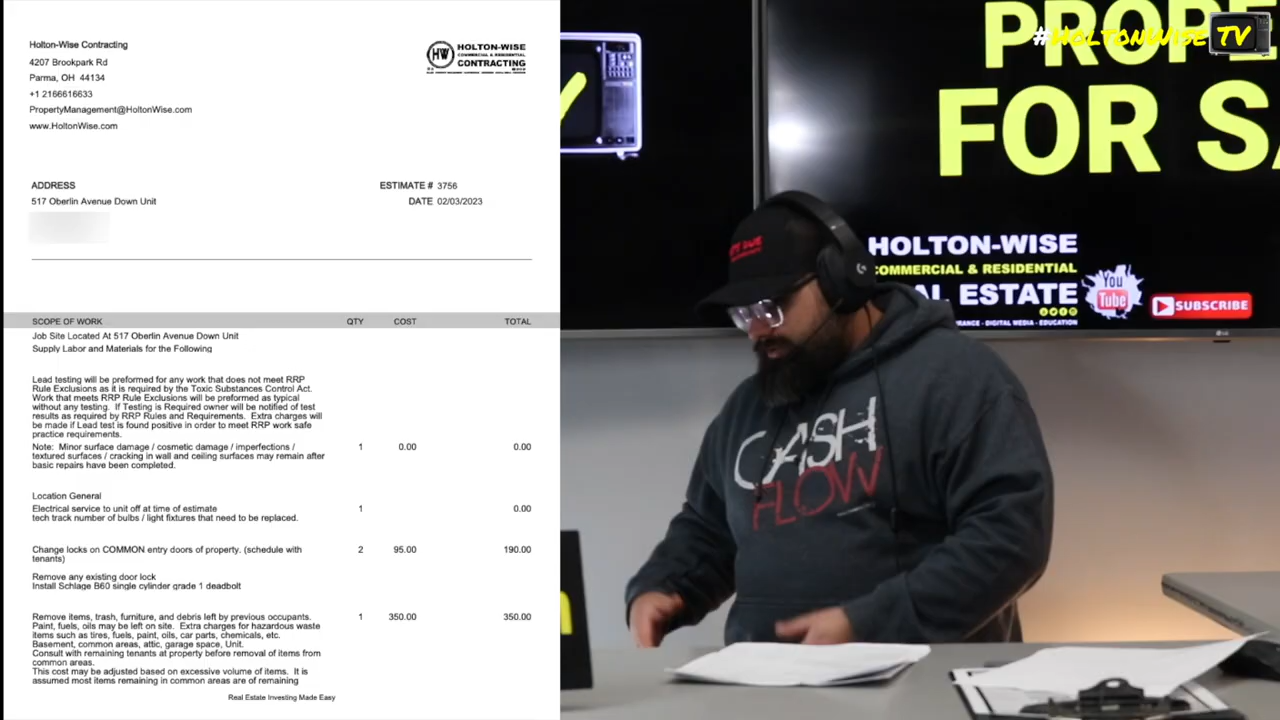 Holton-Wise Contracting
4207 Brookpark Rd
Parma, OH 44134
+1 2166616633
PropertyManagement@HoltonWise.com
www.HoltonWise.com
HW
HOLTON-WISE
COMMERCIAL & RESIDENTIAL
CONTRACTING
ADDRESS
517 Oberlin Avenue Down Unit
ESTIMATE # 3756
DATE 02/03/2023
SCOPE OF WORK QTY COST TOTAL
Job Site Located At 517 Oberlin Avenue Down Unit
Supply Labor and Materials for the Following
Lead testing will be preformed for any work that does not meet RRP
Rule Exclusions as it is required by the Toxic Substances Control Act.
Work that meets RRP Rule Exclusions will be preformed as typical
without any testing. If Testing is Required owner will be notified of test
results as required by RRP Rules and Requirements. Extra charges will
be made if Lead test is found positive in order to meet RRP work safe
practice requirements.
Note: Minor surface damage / cosmetic damage / imperfections / 1 0.00 0.00
textured surfaces / cracking in wall and ceiling surfaces may remain after
basic repairs have been completed.
Location General
Electrical service to unit off at time of estimate 1 0.00
tech track number of bulbs / light fixtures that need to be replaced.
Change locks on COMMON entry doors of property. (schedule with 2 95.00 190.00
tenants)
Remove any existing door lock
Install Schlage B60 single cylinder grade 1 deadbolt
Remove items, trash, furniture, and debris left by previous occupants. 1 350.00 350.00
Paint, fuels, oils may be left on site. Extra charges for hazardous waste
items such as tires, fuels, paint, oils, car parts, chemicals, etc.
Basement, common areas, attic, garage space, Unit.
Consult with remaining tenants at property before removal of items from
common areas.
This cost may be adjusted based on excessive volume of items. It is
assumed most items remaining in common areas are of remaining
Real Estate Investing Made Easy
#HoltonWise TV
PROPE
FOR SA
HOLTON-WISE
COMMERCIAL & RESIDENTIAL
AL ESTATE
RANCE - DIGITAL MEDIA - EDUCATION
You
Tube
SUBSCRIBE
LG
CASH
FLOW